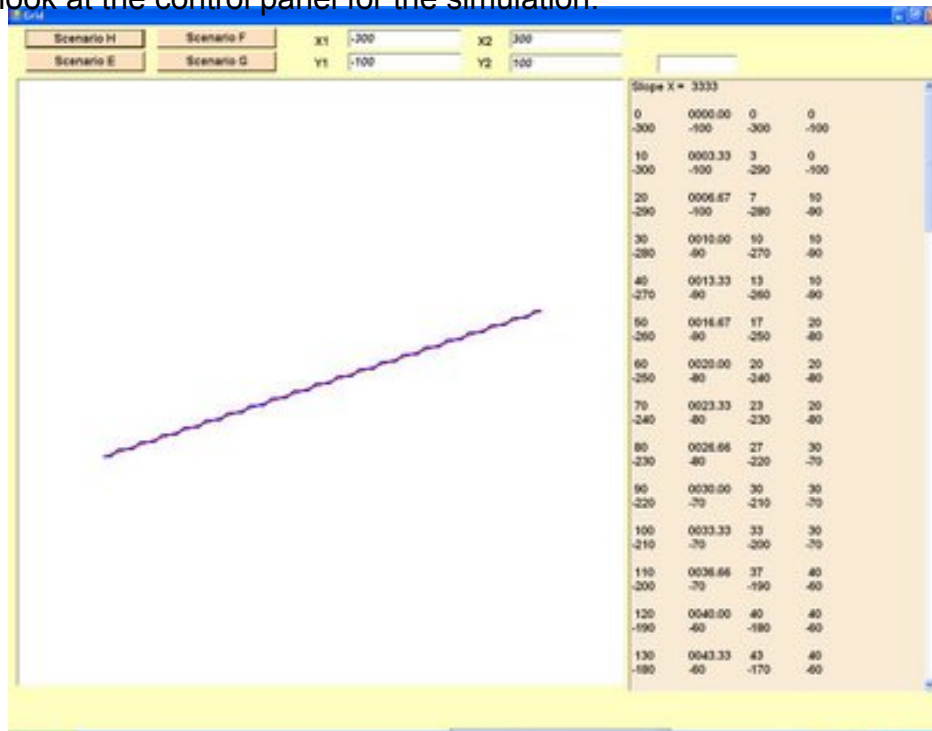 look at the control panel for the simulation.
Grid
Scenario H Scenario F X1 -300 X2 300
Scenario E Scenario G Y1 -100 Y2 100
Slope X = 3333
0 0000.00 0 0
-300 -100 -300 -100
10 0003.33 3 0
-300 -100 -290 -100
20 0006.67 7 10
-290 -100 -280 -90
30 0010.00 10 10
-280 -90 -270 -90
40 0013.33 13 10
-270 -90 -260 -90
50 0016.67 17 20
-260 -90 -250 -80
60 0020.00 20 20
-250 -80 -240 -80
70 0023.33 23 20
-240 -80 -230 -80
80 0026.66 27 30
-230 -80 -220 -70
90 0030.00 30 30
-220 -70 -210 -70
100 0033.33 33 30
-210 -70 -200 -70
110 0036.66 37 40
-200 -70 -190 -60
120 0040.00 40 40
-190 -60 -180 -60
130 0043.33 43 40
-180 -60 -170 -60